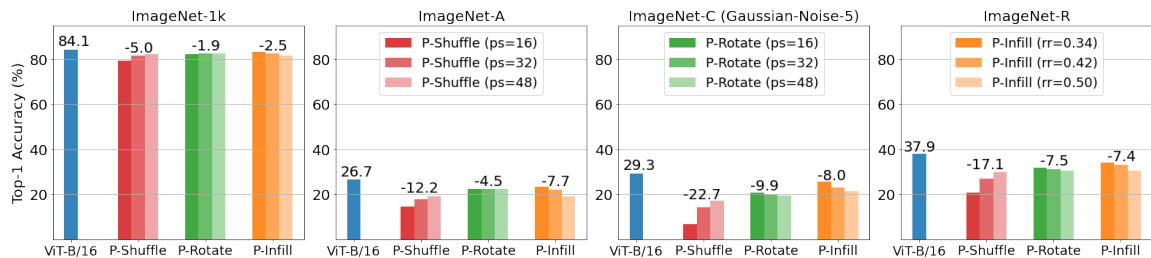 ImageNet-1k
Top-1 Accuracy (%)
80
60
40
20
84.1
-5.0
-1.9
-2.5
ViT-B/16 P-Shuffle P-Rotate P-Infill
ImageNet-A
P-Shuffle (ps=16)
P-Shuffle (ps=32)
P-Shuffle (ps=48)
80
60
40
20
26.7
-12.2
-4.5
-7.7
ViT-B/16 P-Shuffle P-Rotate P-Infill
ImageNet-C (Gaussian-Noise-5)
P-Rotate (ps=16)
P-Rotate (ps=32)
P-Rotate (ps=48)
80
60
40
20
29.3
-22.7
-9.9
-8.0
ViT-B/16 P-Shuffle P-Rotate P-Infill
ImageNet-R
P-Infill (rr=0.34)
P-Infill (rr=0.42)
P-Infill (rr=0.50)
80
60
40
20
37.9
-17.1
-7.5
-7.4
ViT-B/16 P-Shuffle P-Rotate P-Infill